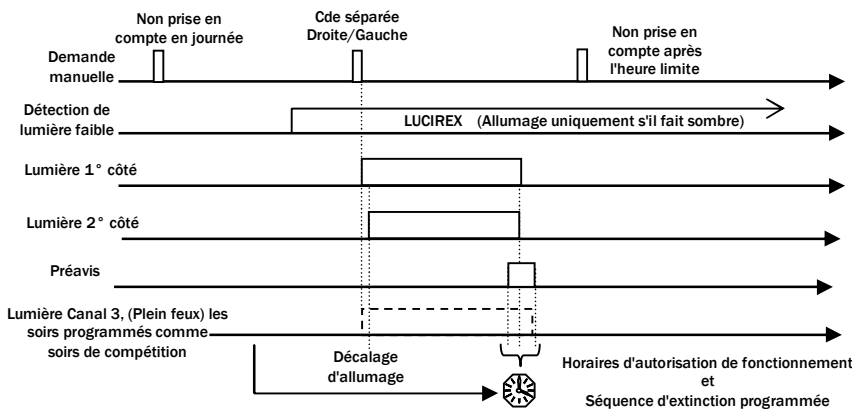 Non prise en
compte en journée
Cde séparée
Droite/Gauche
Non prise en
compte après
l'heure limite
Demande
manuelle
Détection de
lumière faible
LUCIREX (Allumage uniquement s'il fait sombre)
Lumière 1° côté
Lumière 2° côté
Préavis
Lumière Canal 3, (Plein feux) les
soirs programmés comme
soirs de compétition
Décalage
d'allumage
Horaires d'autorisation de fonctionnement
et
Séquence d'extinction programmée